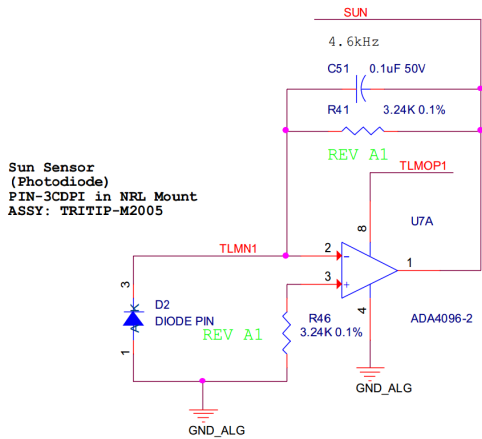 SUN
4.6kHz
C51 0.1uF 50V
R41 3.24K 0.1%
REV A1
TLMOP1
Sun Sensor
(Photodiode)
PIN-3CDPI in NRL Mount
ASSY: TRITIP-M2005
U7A
8
TLMN1
2
-
3
+
1
3
D2
DIODE PIN
1
REV A1
R46
3.24K 0.1%
4
ADA4096-2
GND_ALG
GND_ALG